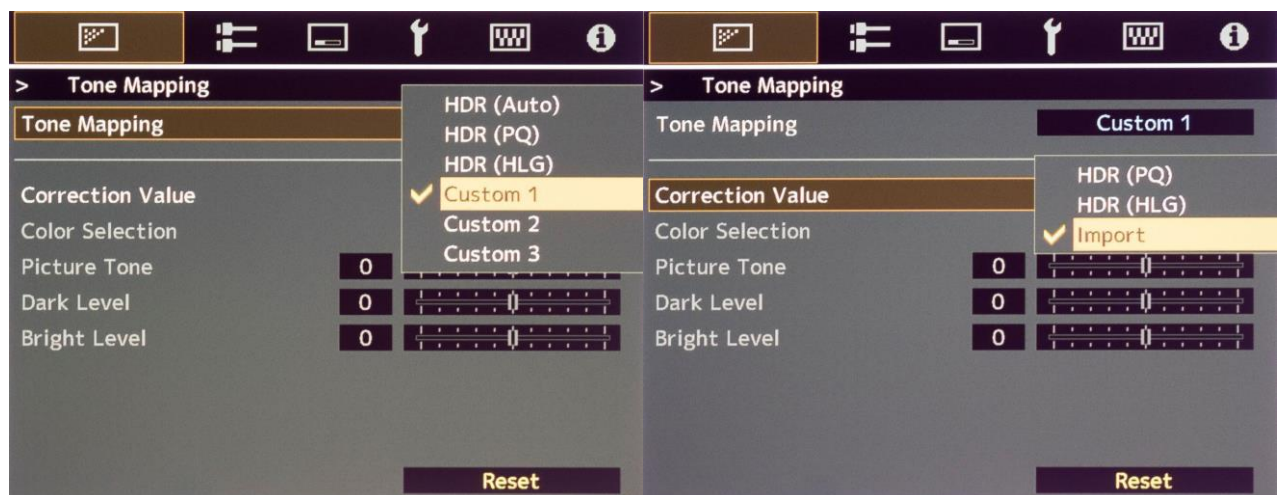 > Tone Mapping
Tone Mapping
HDR (Auto)
HDR (PQ)
HDR (HLG)
Custom 1
Custom 2
Custom 3
Correction Value
Color Selection
Picture Tone 0
Dark Level 0
Bright Level 0
Reset
> Tone Mapping
Tone Mapping Custom 1
Correction Value
HDR (PQ)
HDR (HLG)
Import
Color Selection
Picture Tone 0
Dark Level 0
Bright Level 0
Reset